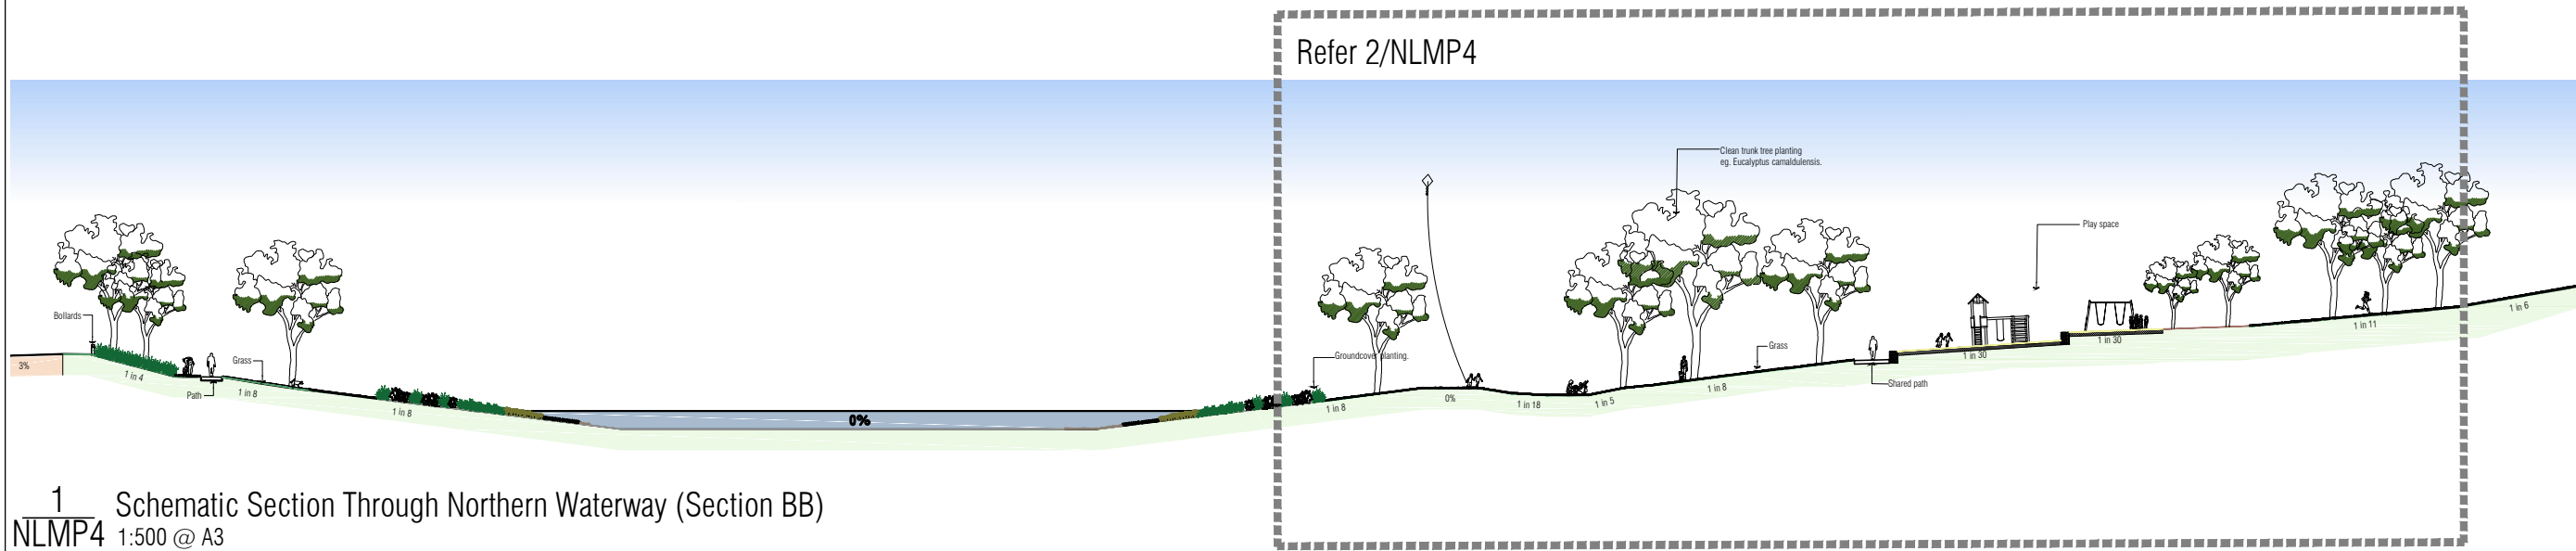 Refer 2/NLMP4
Clean trunk tree planting
eg. Eucalyptus camaldulensis.
Play space
Bollards
3%
1 in 4
Path
Grass
1 in 8
1 in 8
0%
Groundcover planting.
1 in 8
0%
1 in 18
1 in 5
1 in 8
Grass
Shared path
1 in 30
1 in 30
1 in 11
1 in 6
1
NLMP4
Schematic Section Through Northern Waterway (Section BB)
1:500 @ A3